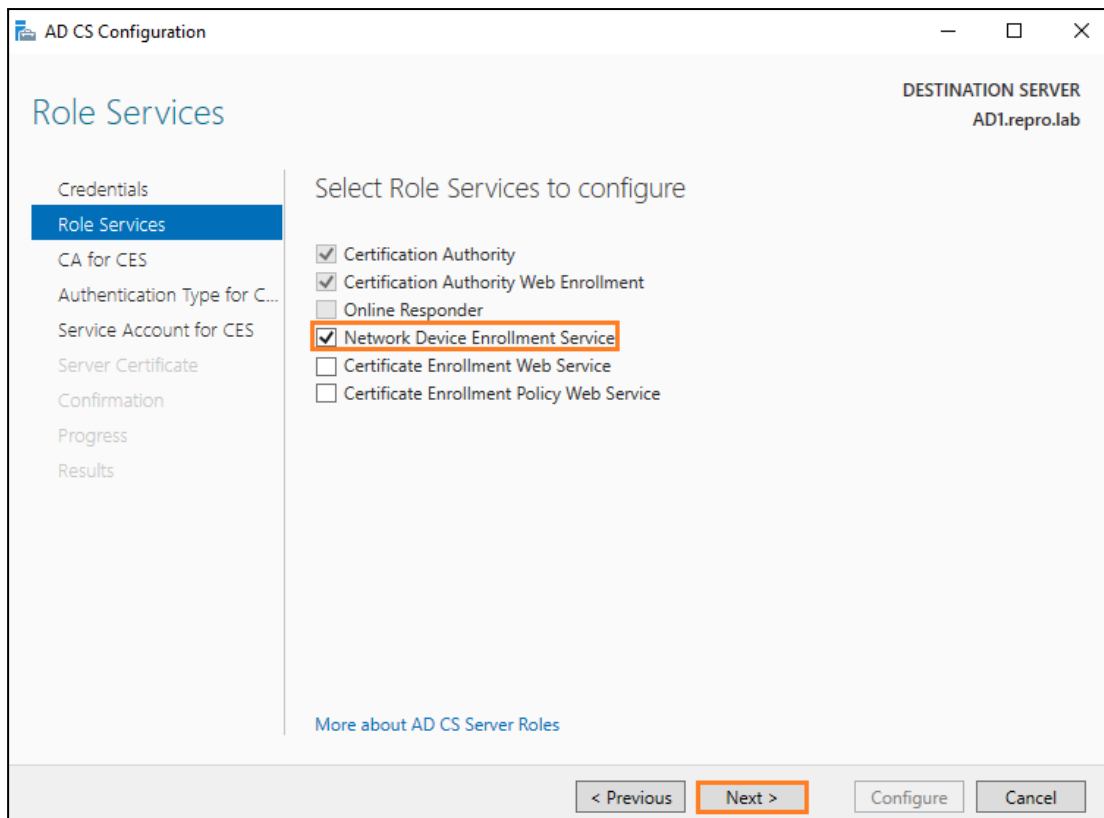 AD CS Configuration
Role Services
DESTINATION SERVER
AD1.repro.lab
Credentials
Role Services
CA for CES
Authentication Type for C...
Service Account for CES
Server Certificate
Confirmation
Progress
Results
Select Role Services to configure
Certification Authority
Certification Authority Web Enrollment
Online Responder
Network Device Enrollment Service
Certificate Enrollment Web Service
Certificate Enrollment Policy Web Service
More about AD CS Server Roles
< Previous Next > Configure Cancel